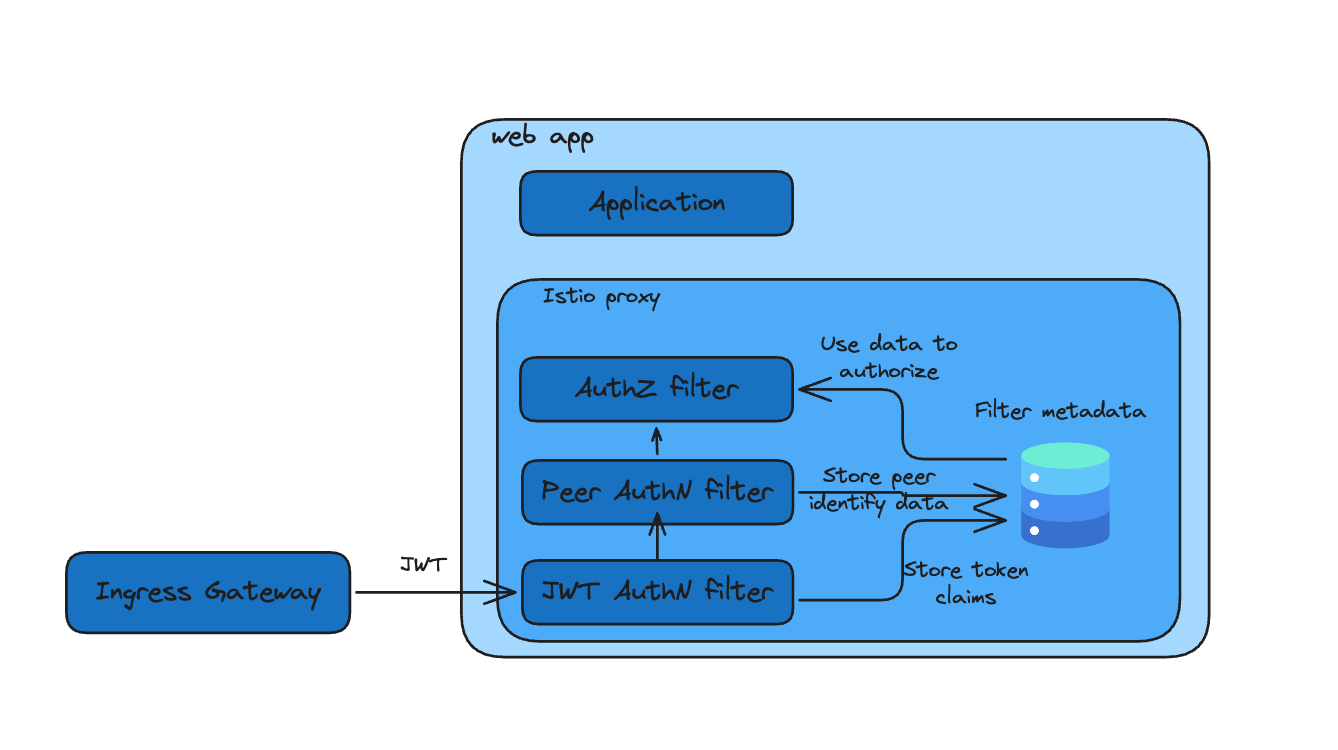 web app
Application
Istio proxy
Use data to
authorize
AuthZ filter
Filter metadata
Store peer
identify data
Peer AuthN filter
JWT
Ingress Gateway
JWT AuthN filter
Store token
claims